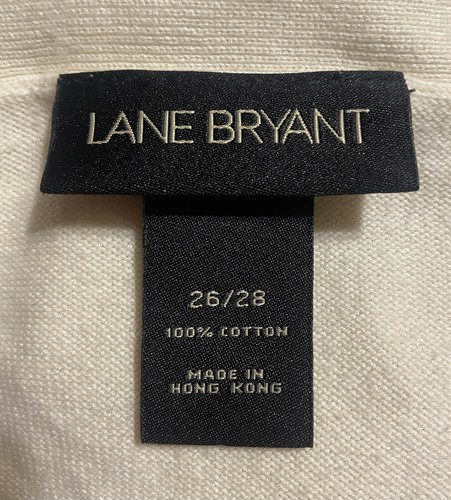 LANE BRYANT
26/28
100% COTTON
MADE IN
HONG KONG